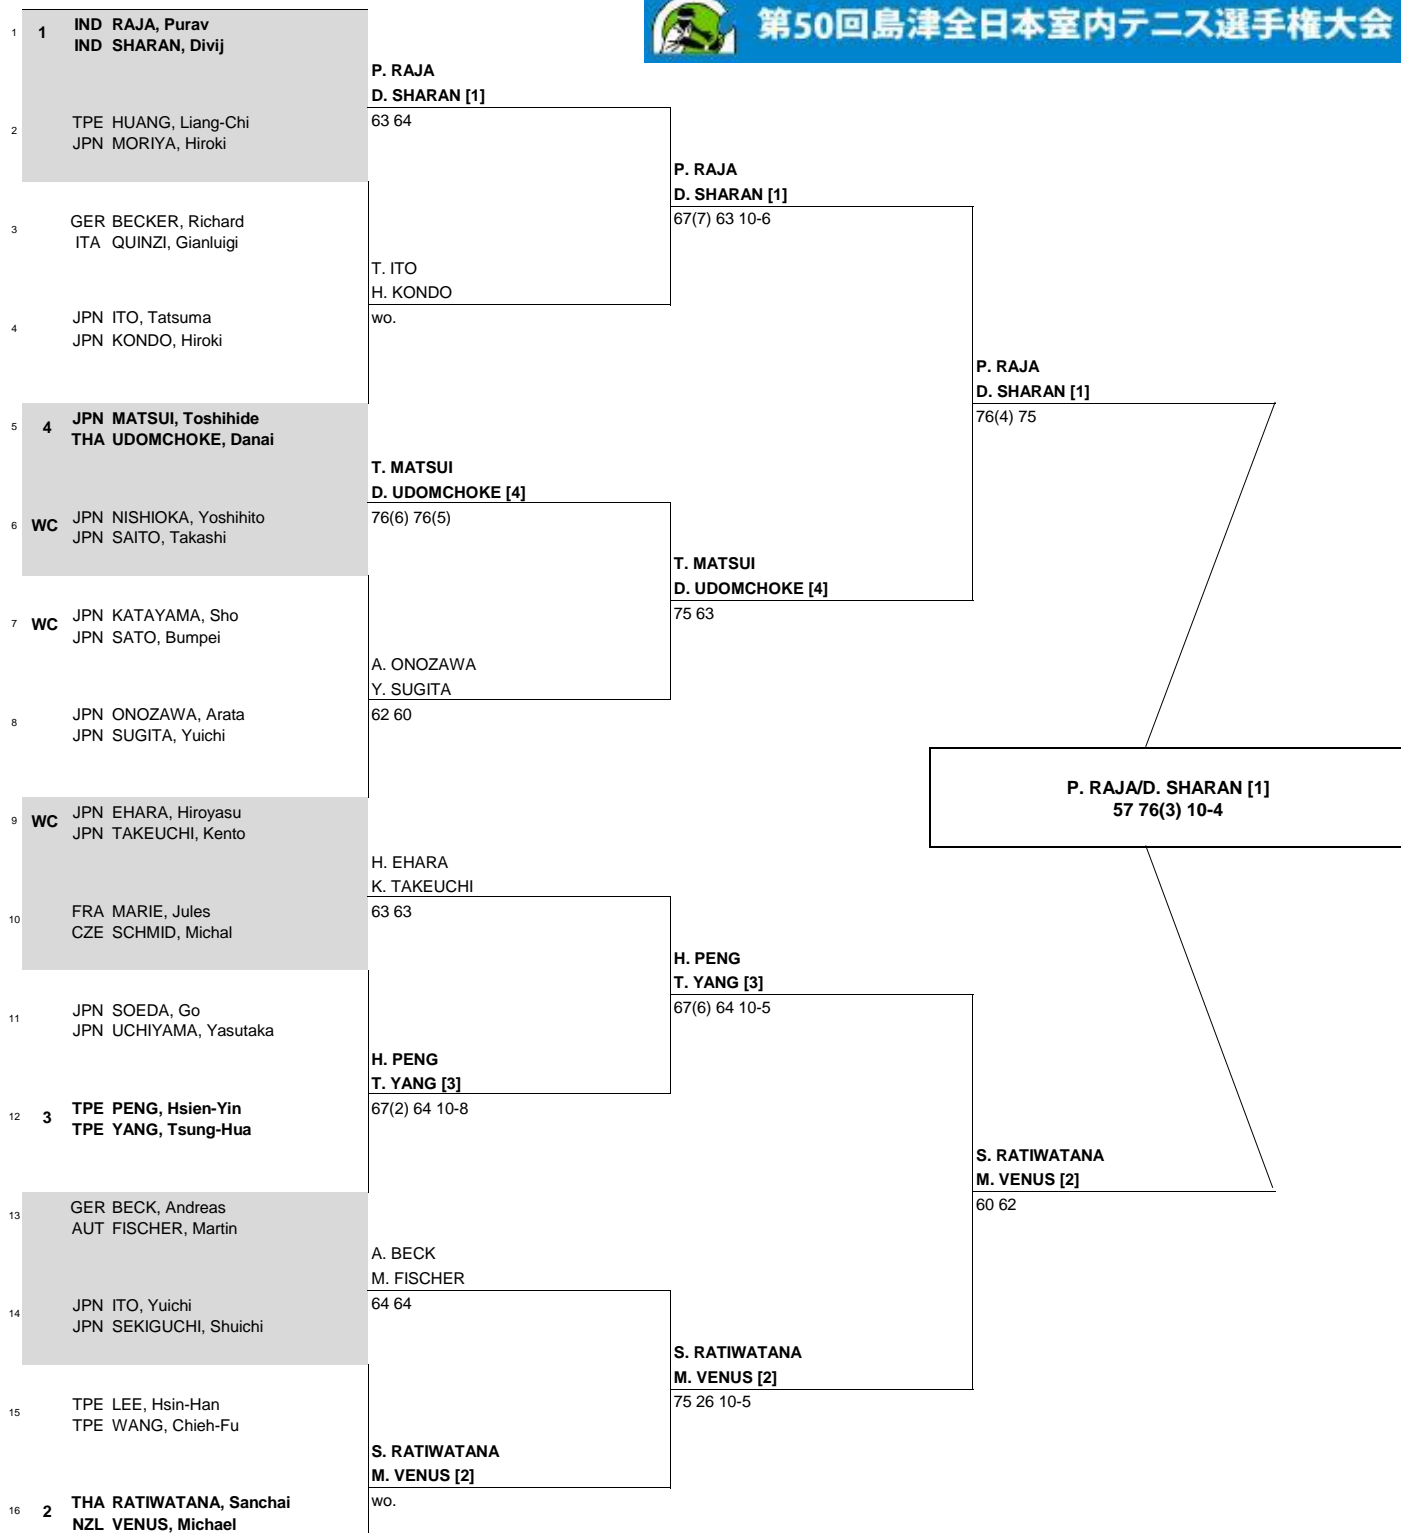 第50回島津全日本室内テニス選手権大会
1 1 IND RAJA, Purav
IND SHARAN, Divij
P. RAJA
D. SHARAN [1]
63 64
2 TPE HUANG, Liang-Chi
JPN MORIYA, Hiroki
P. RAJA
D. SHARAN [1]
67(7) 63 10-6
3 GER BECKER, Richard
ITA QUINZI, Gianluigi
T. ITO
H. KONDO
wo.
4 JPN ITO, Tatsuma
JPN KONDO, Hiroki
P. RAJA
D. SHARAN [1]
76(4) 75
5 4 JPN MATSUI, Toshihide
THA UDOMCHOKE, Danai
T. MATSUI
D. UDOMCHOKE [4]
76(6) 76(5)
6 WC JPN NISHIOKA, Yoshihito
JPN SAITO, Takashi
T. MATSUI
D. UDOMCHOKE [4]
75 63
7 WC JPN KATAYAMA, Sho
JPN SATO, Bumpei
A. ONOZAWA
Y. SUGITA
62 60
8 JPN ONOZAWA, Arata
JPN SUGITA, Yuichi
P. RAJA/D. SHARAN [1]
57 76(3) 10-4
9 WC JPN EHARA, Hiroyasu
JPN TAKEUCHI, Kento
H. EHARA
K. TAKEUCHI
63 63
10 FRA MARIE, Jules
CZE SCHMID, Michal
H. PENG
T. YANG [3]
67(6) 64 10-5
11 JPN SOEDA, Go
JPN UCHIYAMA, Yasutaka
H. PENG
T. YANG [3]
67(2) 64 10-8
12 3 TPE PENG, Hsien-Yin
TPE YANG, Tsung-Hua
S. RATIWATANA
M. VENUS [2]
60 62
13 GER BECK, Andreas
AUT FISCHER, Martin
A. BECK
M. FISCHER
64 64
14 JPN ITO, Yuichi
JPN SEKIGUCHI, Shuichi
S. RATIWATANA
M. VENUS [2]
75 26 10-5
15 TPE LEE, Hsin-Han
TPE WANG, Chieh-Fu
S. RATIWATANA
M. VENUS [2]
wo.
16 2 THA RATIWATANA, Sanchai
NZL VENUS, Michael